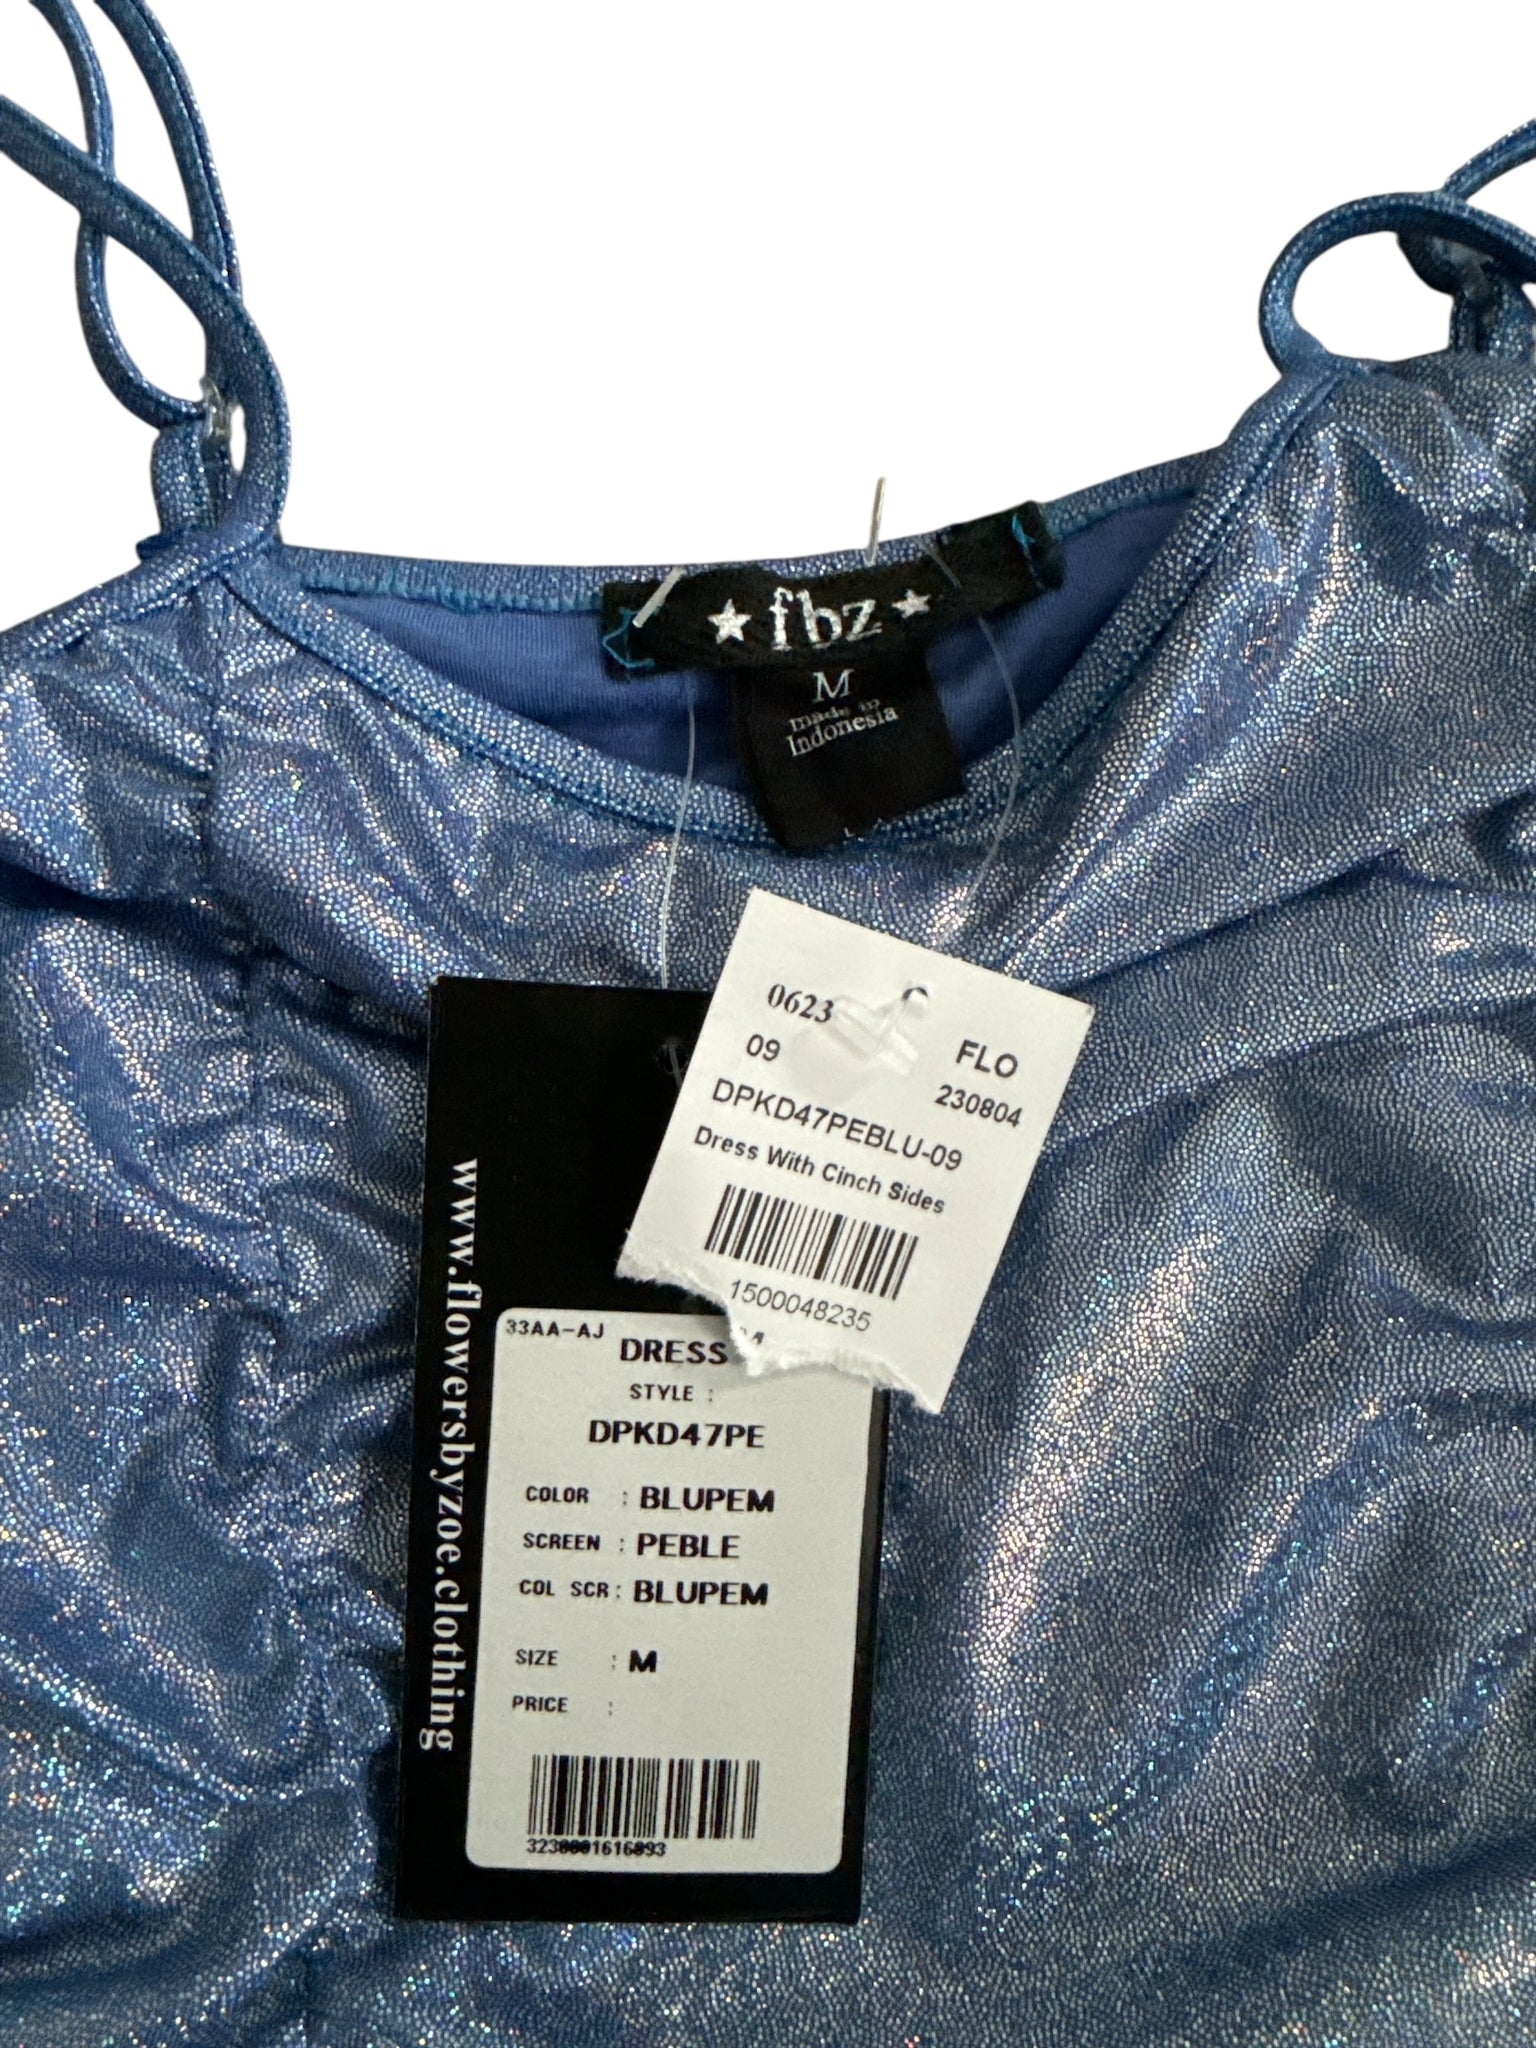 fbz
M
made in
Indonesia
0623
09
FLO
230804
DPKD47PEBLU-09
Dress With Cinch Sides
1500048235
www.flowersbyzoe.clothing
33AA-AJ
DRESS
STYLE :
DPKD47PE
COLOR : BLUPEM
SCREEN : PEBLE
COL SCR : BLUPEM
SIZE : M
PRICE :